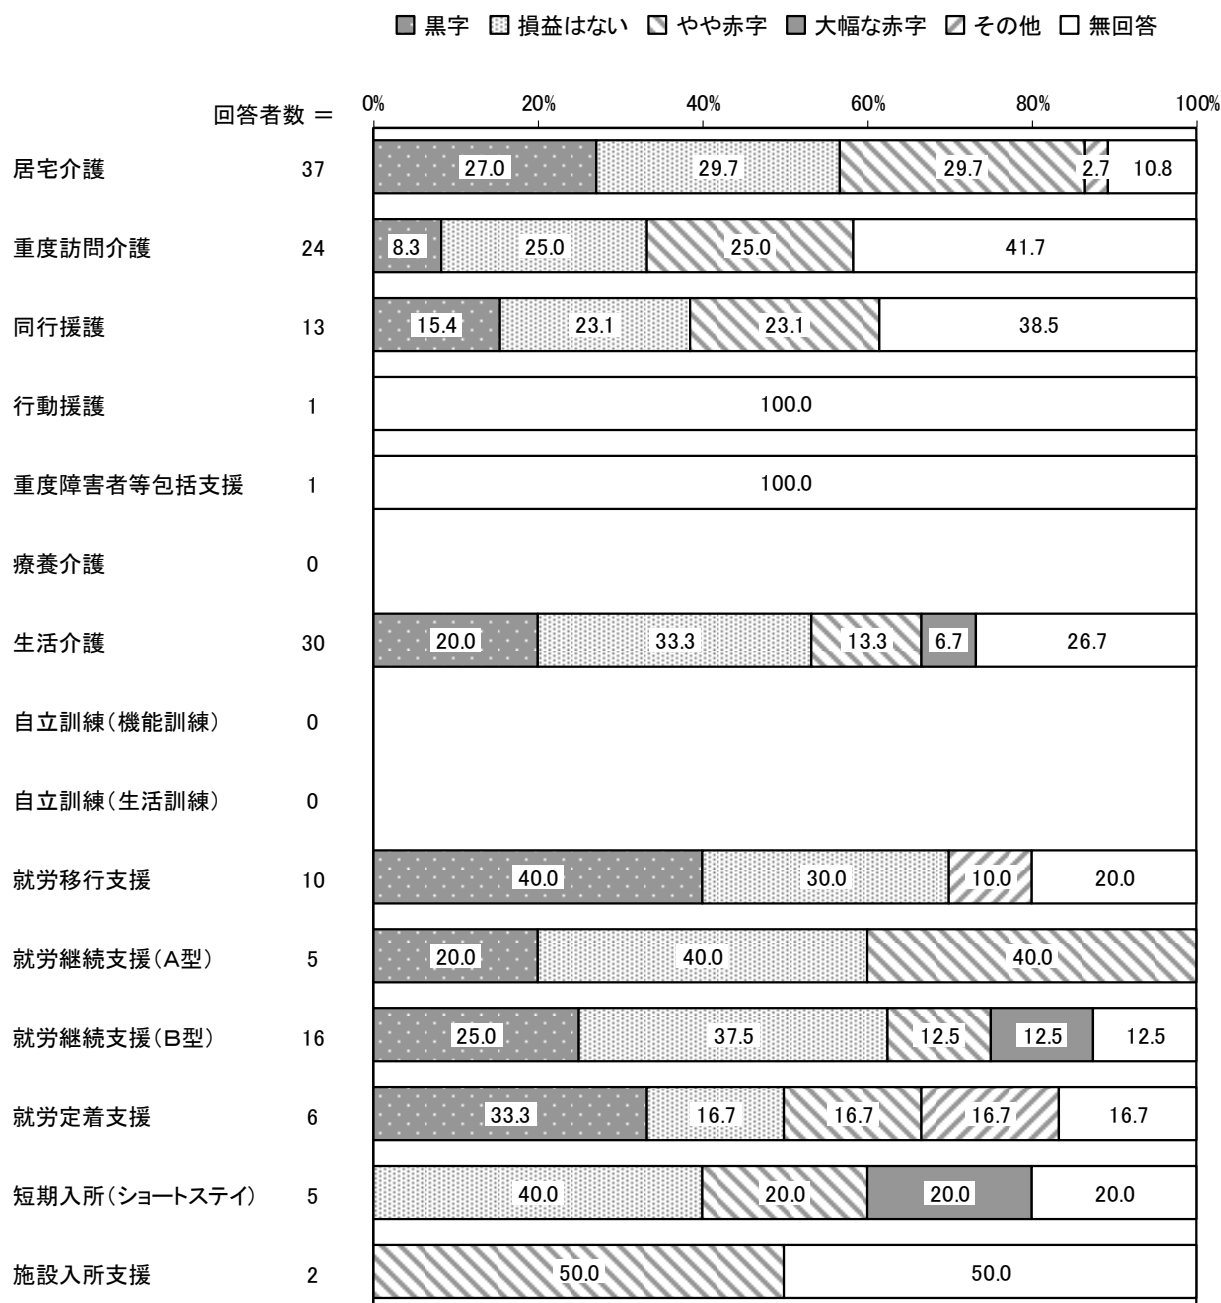 黒字 損益はない やや赤字 大幅な赤字 その他 無回答
回答者数 ＝ 0% 20% 40% 60% 80% 100%
居宅介護 37 27.0 29.7 29.7 2.7 10.8
重度訪問介護 24 8.3 25.0 25.0 41.7
同行援護 13 15.4 23.1 23.1 38.5
行動援護 1 100.0
重度障害者等包括支援 1 100.0
療養介護 0
生活介護 30 20.0 33.3 13.3 6.7 26.7
自立訓練（機能訓練） 0
自立訓練（生活訓練） 0
就労移行支援 10 40.0 30.0 10.0 20.0
就労継続支援（Ａ型） 5 20.0 40.0 40.0
就労継続支援（Ｂ型） 16 25.0 37.5 12.5 12.5 12.5
就労定着支援 6 33.3 16.7 16.7 16.7 16.7
短期入所（ショートステイ） 5 40.0 20.0 20.0 20.0
施設入所支援 2 50.0 50.0